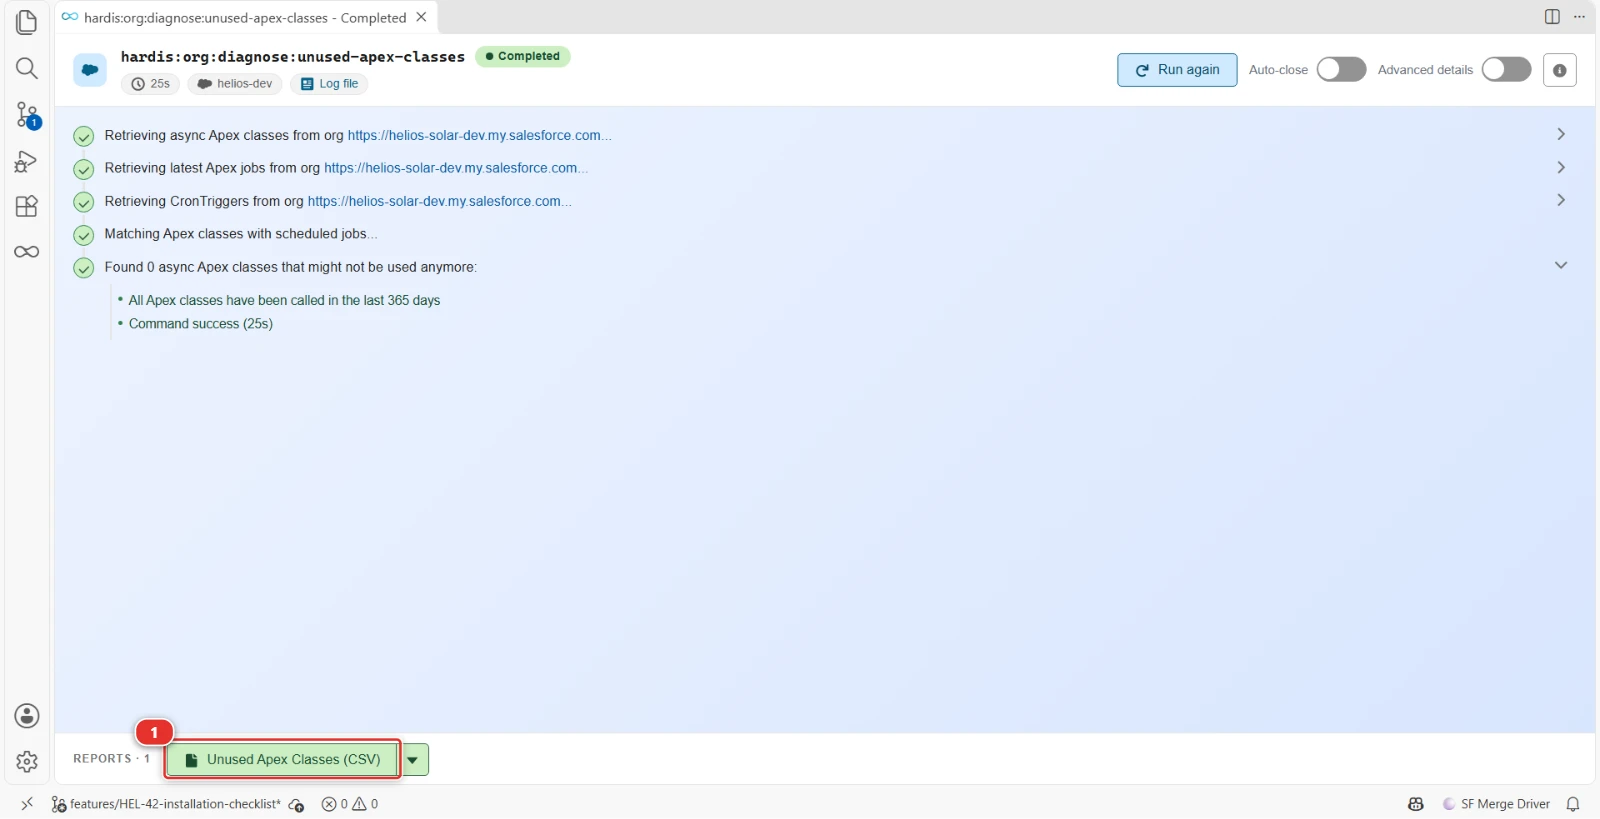 hardis:org:diagnose:unused-apex-classes - Completed
hardis:org:diagnose:unused-apex-classes
Completed
25s
helios-dev
Log file
Run again
Auto-close
Advanced details
Retrieving async Apex classes from org https://helios-solar-dev.my.salesforce.com...
Retrieving latest Apex jobs from org https://helios-solar-dev.my.salesforce.com...
Retrieving CronTriggers from org https://helios-solar-dev.my.salesforce.com...
Matching Apex classes with scheduled jobs...
Found 0 async Apex classes that might not be used anymore:
• All Apex classes have been called in the last 365 days
• Command success (25s)
1
1
REPORTS · 1
Unused Apex Classes (CSV)
features/HEL-42-installation-checklist*
0
0
SF Merge Driver